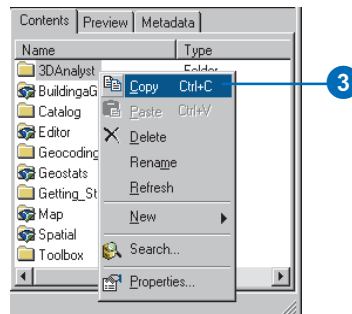 Contents Preview Metadata
Name Type
3DAnalyst Folder
BuildingaG
Catalog
Editor
Geocoding
Geostats
Getting_St
Map
Spatial
Toolbox
Copy Ctrl+C
Paste Ctrl+V
Delete
Rename
Refresh
New
Search...
Properties...
3